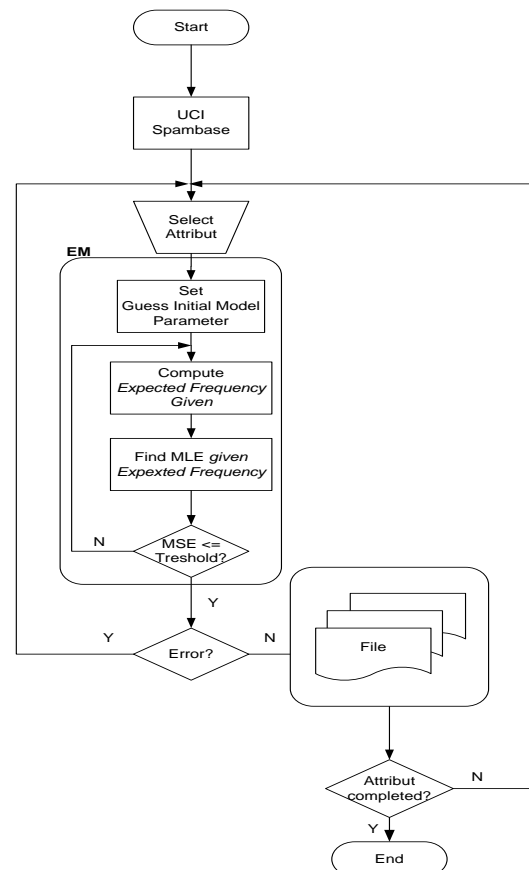 Start
UCI
Spambase
Select
Attribut
EM
Set
Guess Initial Model
Parameter
Compute
Expected Frequency
Given
Find MLE given
Expexted Frequency
MSE <=
Treshold?
N
Y
Error?
Y
N
File
Attribut
completed?
N
Y
End